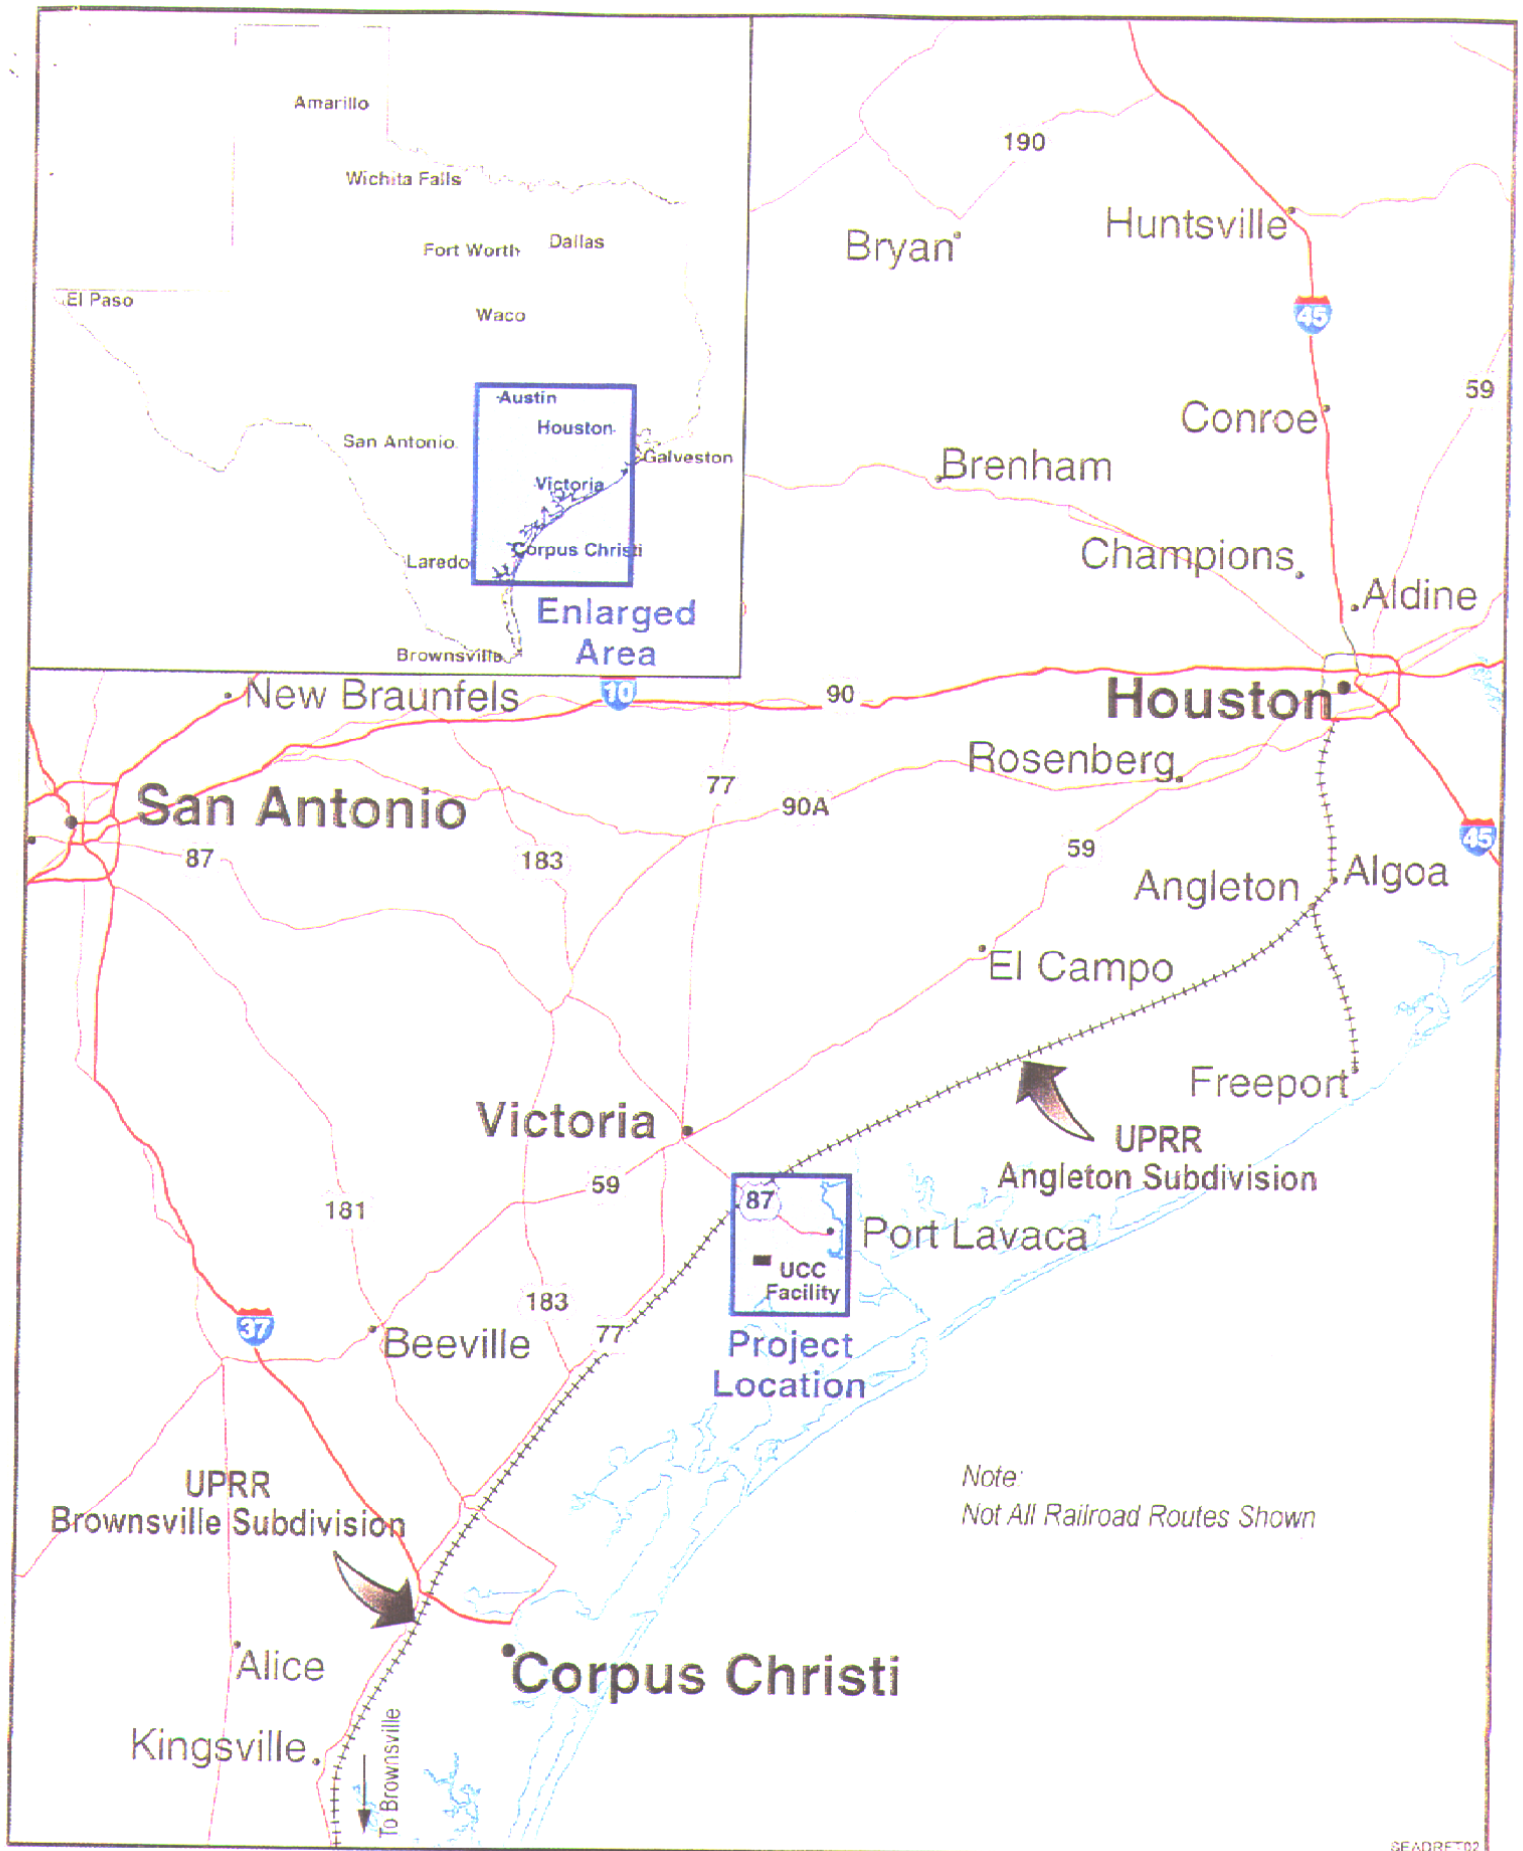 Amarillo
Wichita Falls
Fort Worth
Dallas
El Paso
Waco
Austin
Houston
San Antonio
Galveston
Victoria
Corpus Christi
Laredo
Enlarged
Area
Brownsville
190
Huntsville
Bryan
45
59
Conroe
Brenham
Champions
Aldine
New Braunfels
10
90
Houston
Rosenberg
77
90A
San Antonio
87
183
59
45
Angleton
Algoa
El Campo
Freeport
Victoria
UPRR
Angleton Subdivision
59
87
181
Port Lavaca
UCC
Facility
183
77
37
Beeville
Project
Location
UPRR
Brownsville Subdivision
Note:
Not All Railroad Routes Shown
Alice
Corpus Christi
Kingsville
To Brownsville
SEADRFT02